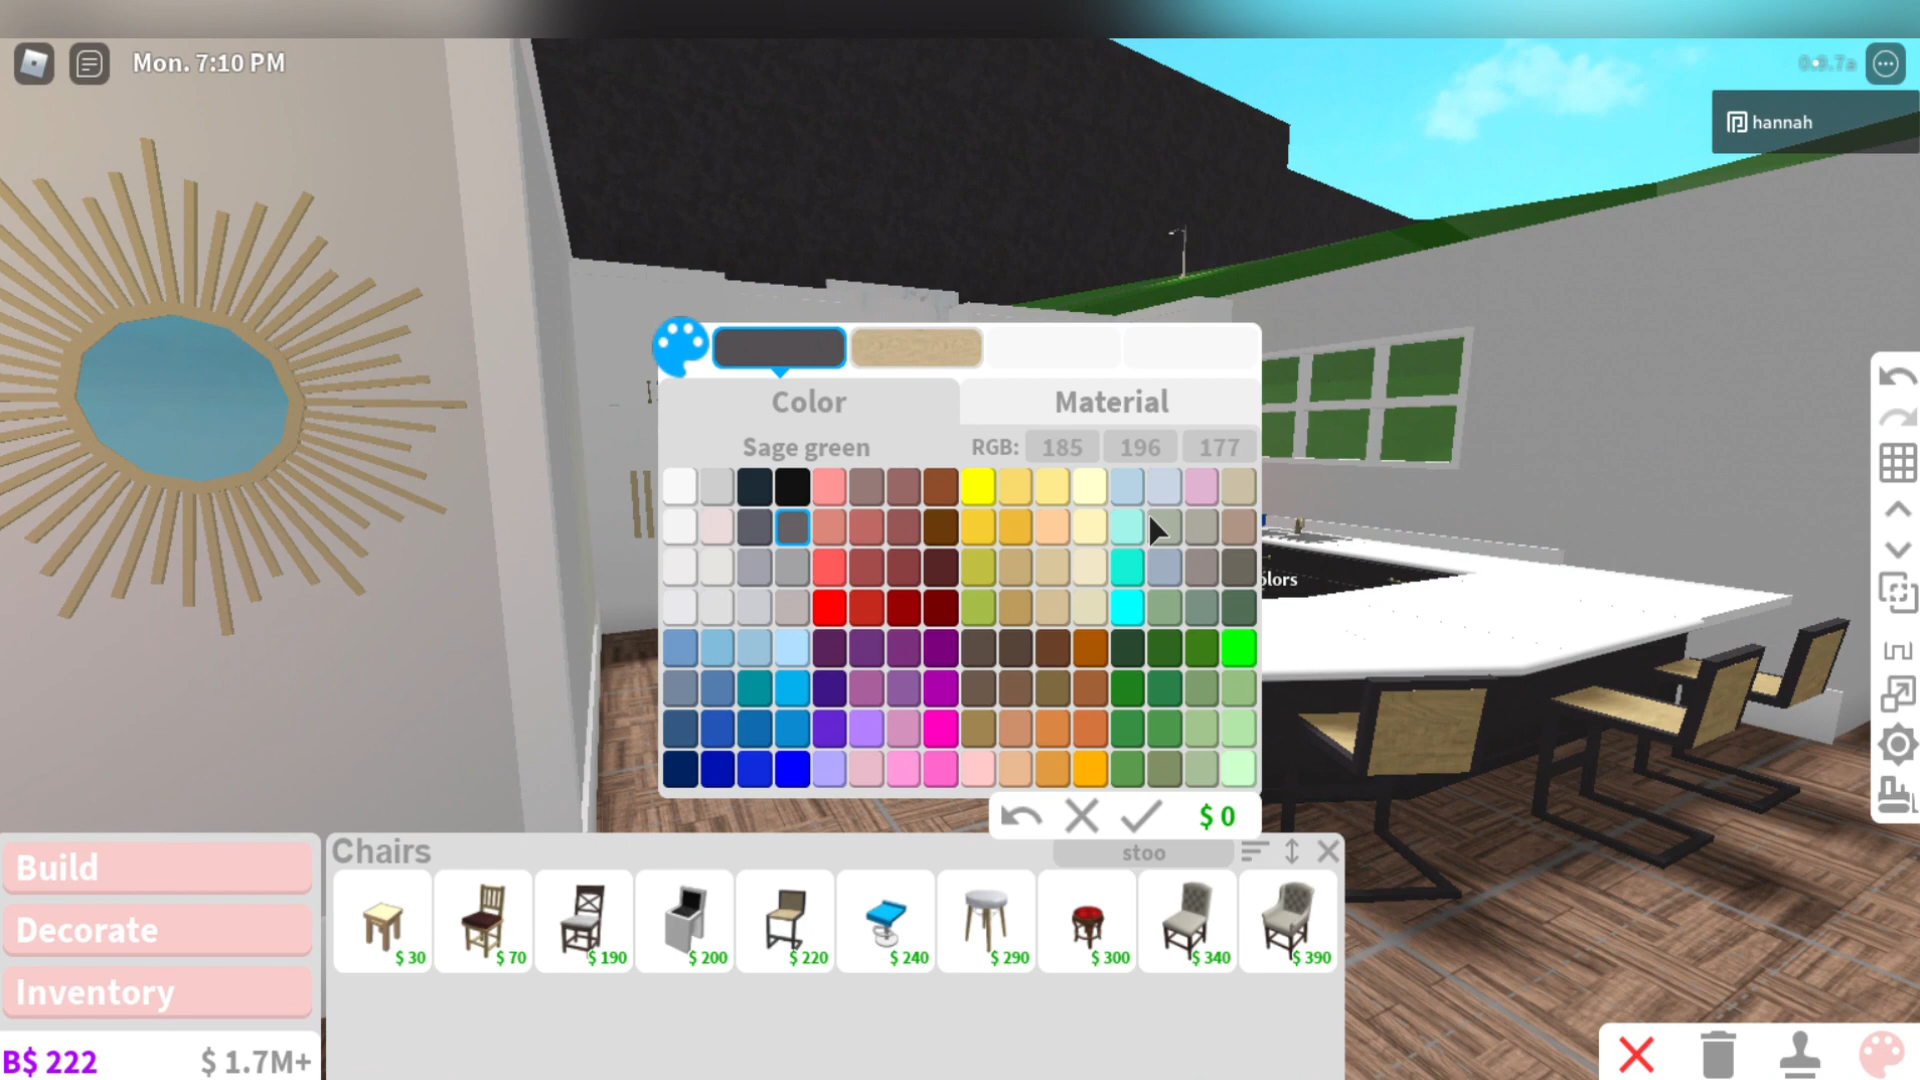 Mon. 7:10 PM
hannah
Color
Material
Sage green
RGB: 185 196 177
olors
$ 0
Build
Decorate
Inventory
B$ 222
$ 1.7M+
Chairs
stoo
$ 30
$ 70
$ 190
$ 200
$ 220
$ 240
$ 290
$ 300
$ 340
$ 390